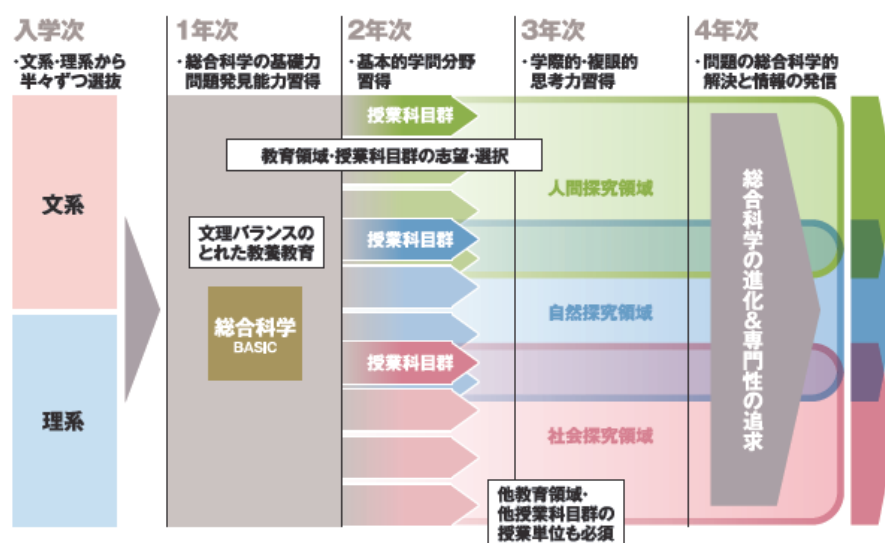 入学次
・文系・理系から
半々ずつ選抜
1年次
・総合科学の基礎力
問題発見能力習得
2年次
・基本的学問分野
習得
3年次
・学際的・複眼的
思考力習得
4年次
・問題の総合科学的
解決と情報の発信
文系
理系
文理バランスの
とれた教養教育
総合科学
BASIC
授業科目群
教育領域・授業科目群の志望・選択
授業科目群
授業科目群
人間探究領域
自然探究領域
社会探究領域
他教育領域・
他授業科目群の
授業単位も必須
総合科学の進化&専門性の追求